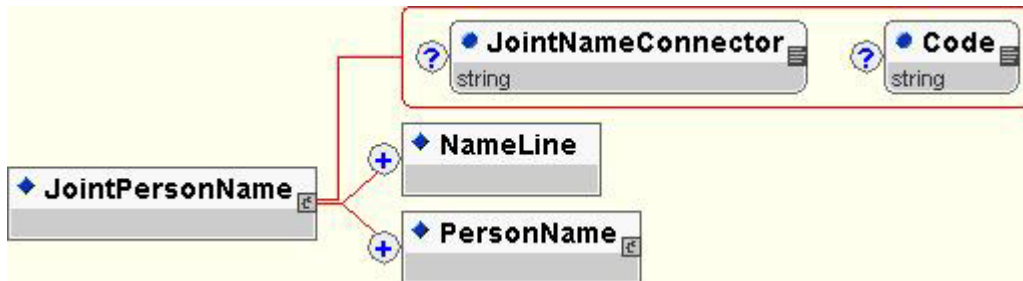 ? JointNameConnector ? Code
string string
+ NameLine
JointPersonName
+ PersonName